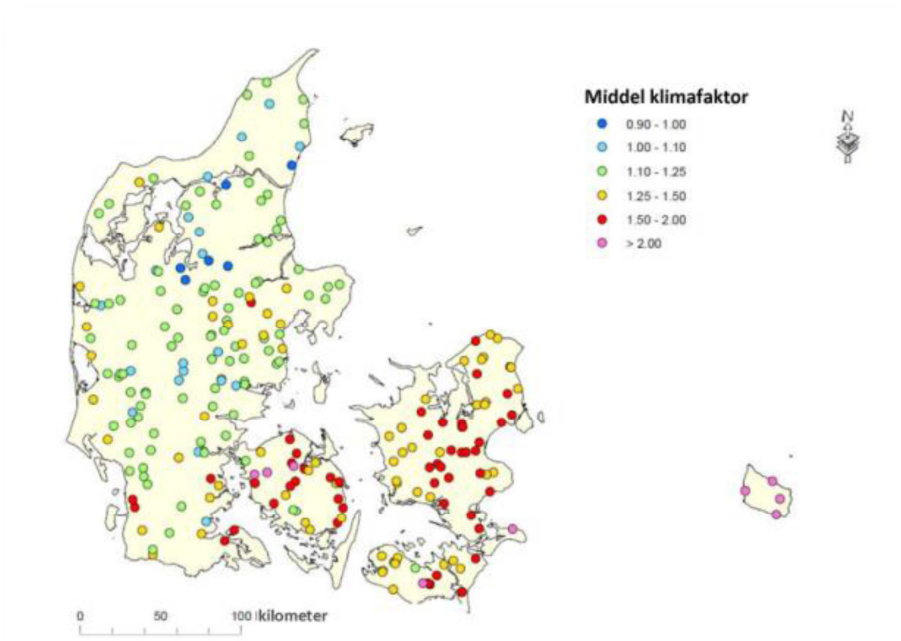 Middel klimafaktor
N
0.90 - 1.00
1.00 - 1.10
1.10 - 1.25
1.25 - 1.50
1.50 - 2.00
> 2.00
0 50 100 kilometer